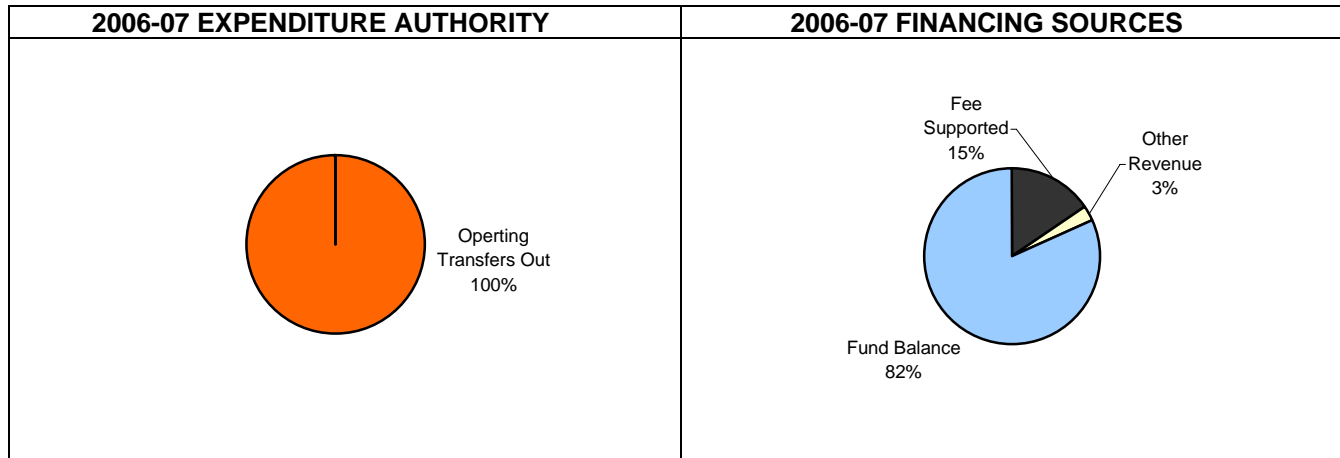 2006-07 EXPENDITURE AUTHORITY
2006-07 FINANCING SOURCES
Operting
Transfers Out
100%
Fee
Supported
15%
Other
Revenue
3%
Fund Balance
82%